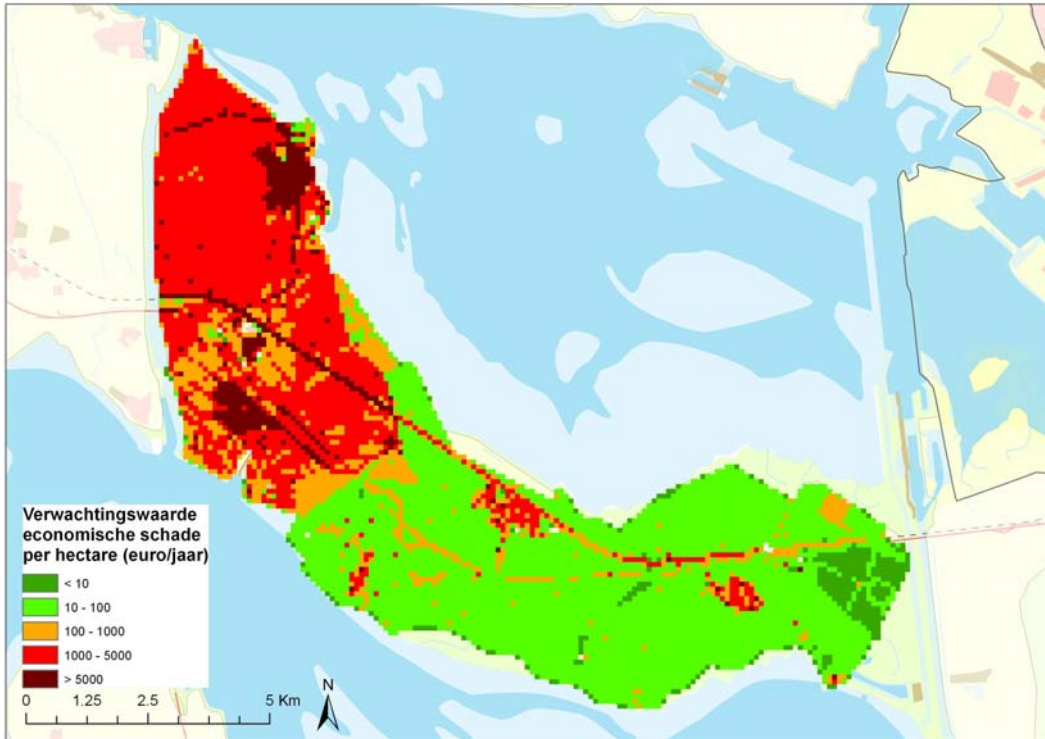 Verwachtingswaarde
economische schade
per hectare (euro/jaar)
< 10
10 - 100
100 - 1000
1000 - 5000
> 5000
0 1.25 2.5 5 Km
N